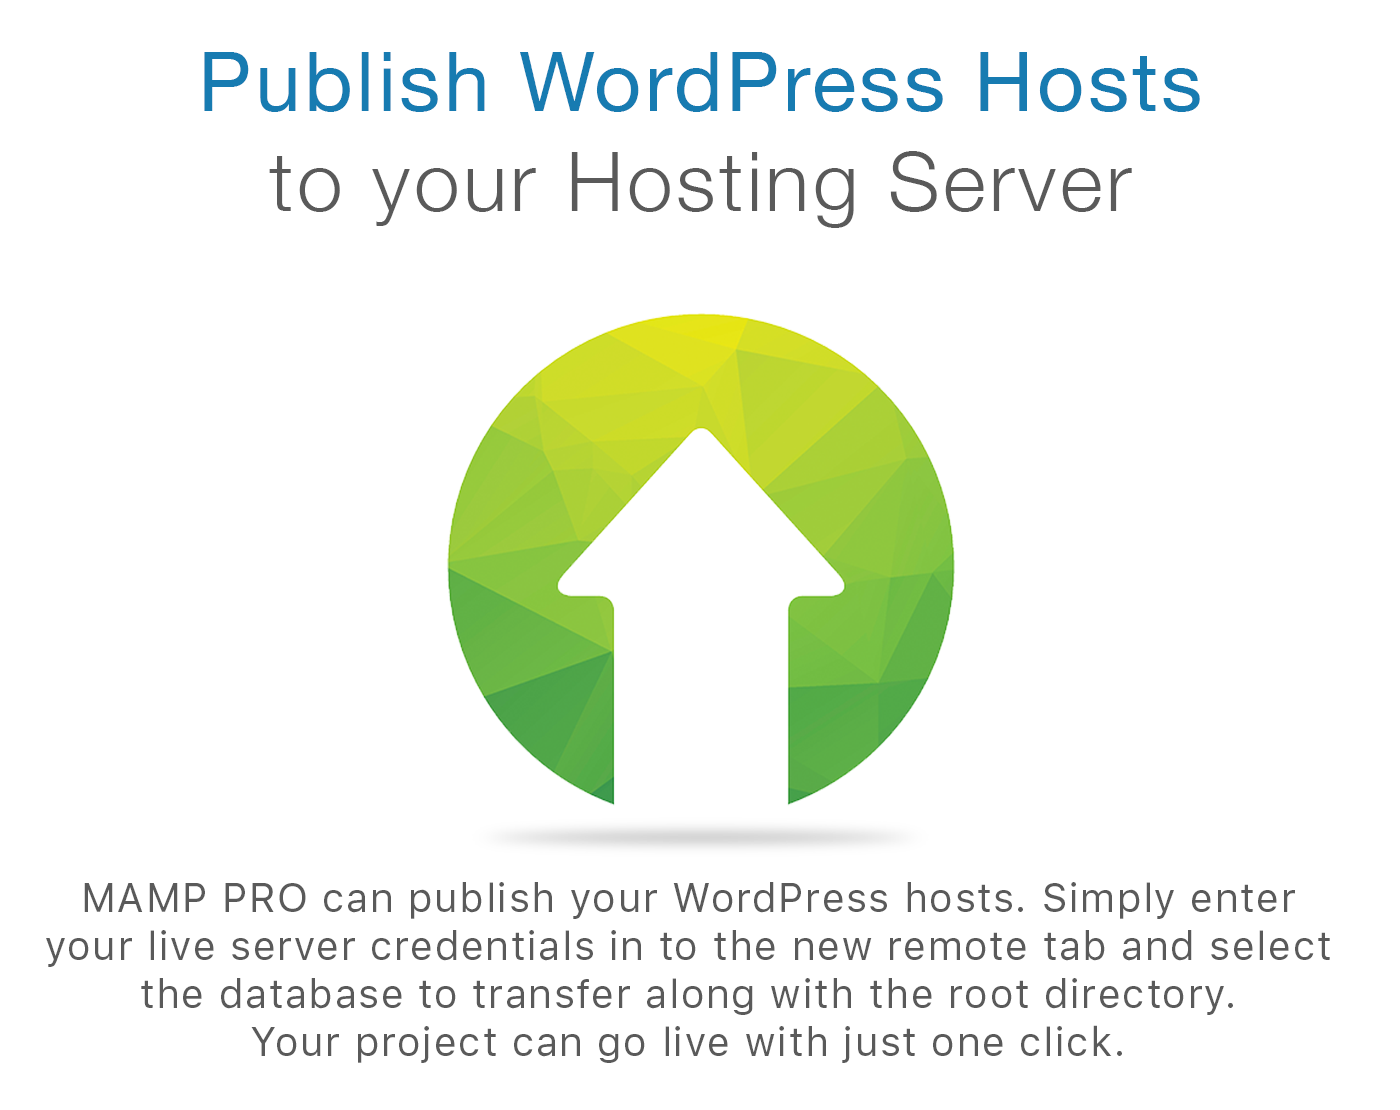 Publish WordPress Hosts
to your Hosting Server
MAMP PRO can publish your WordPress hosts. Simply enter
your live server credentials in to the new remote tab and select
the database to transfer along with the root directory.
Your project can go live with just one click.